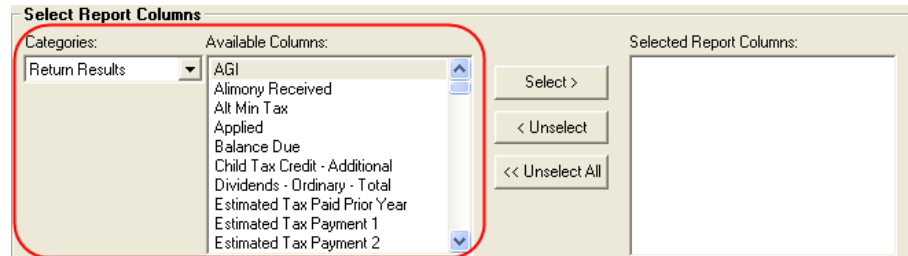 Select Report Columns
Categories:
Available Columns:
Selected Report Columns:
Return Results
AGI
Alimony Received
Alt Min Tax
Applied
Balance Due
Child Tax Credit - Additional
Dividends - Ordinary - Total
Estimated Tax Paid Prior Year
Estimated Tax Payment 1
Estimated Tax Payment 2
Select >
< Unselect
<< Unselect All